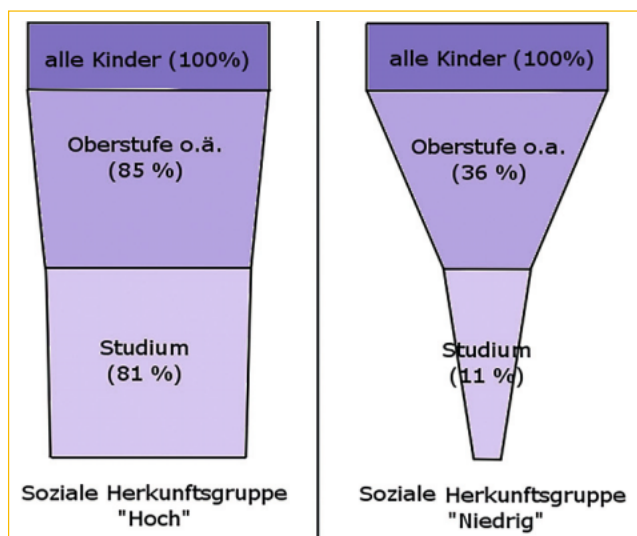 alle Kinder (100%)
Oberstufe o.ä.
(85 %)
Studium
(81 %)
Soziale Herkunftsgruppe
"Hoch"
alle Kinder (100%)
Oberstufe o.a.
(36 %)
Studium
(11 %)
Soziale Herkunftsgruppe
"Niedrig"